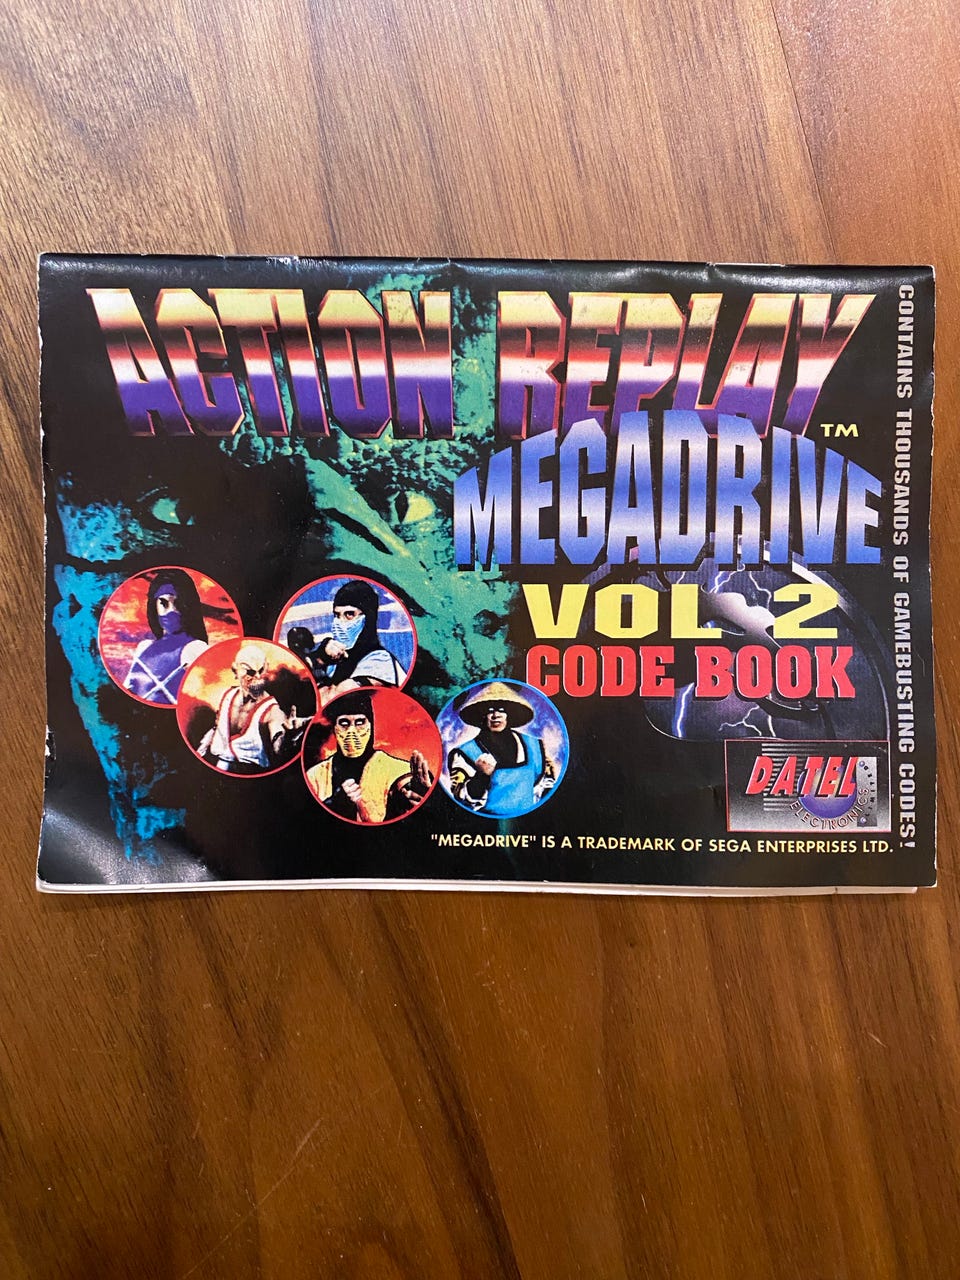 ACTION REPLAY
MEGADRIVE™
VOL 2
CODE BOOK
DATEL
ELECTRONICS
"MEGADRIVE" IS A TRADEMARK OF SEGA ENTERPRISES LTD.
CONTAINS THOUSANDS OF GAMEBUSTING CODES!